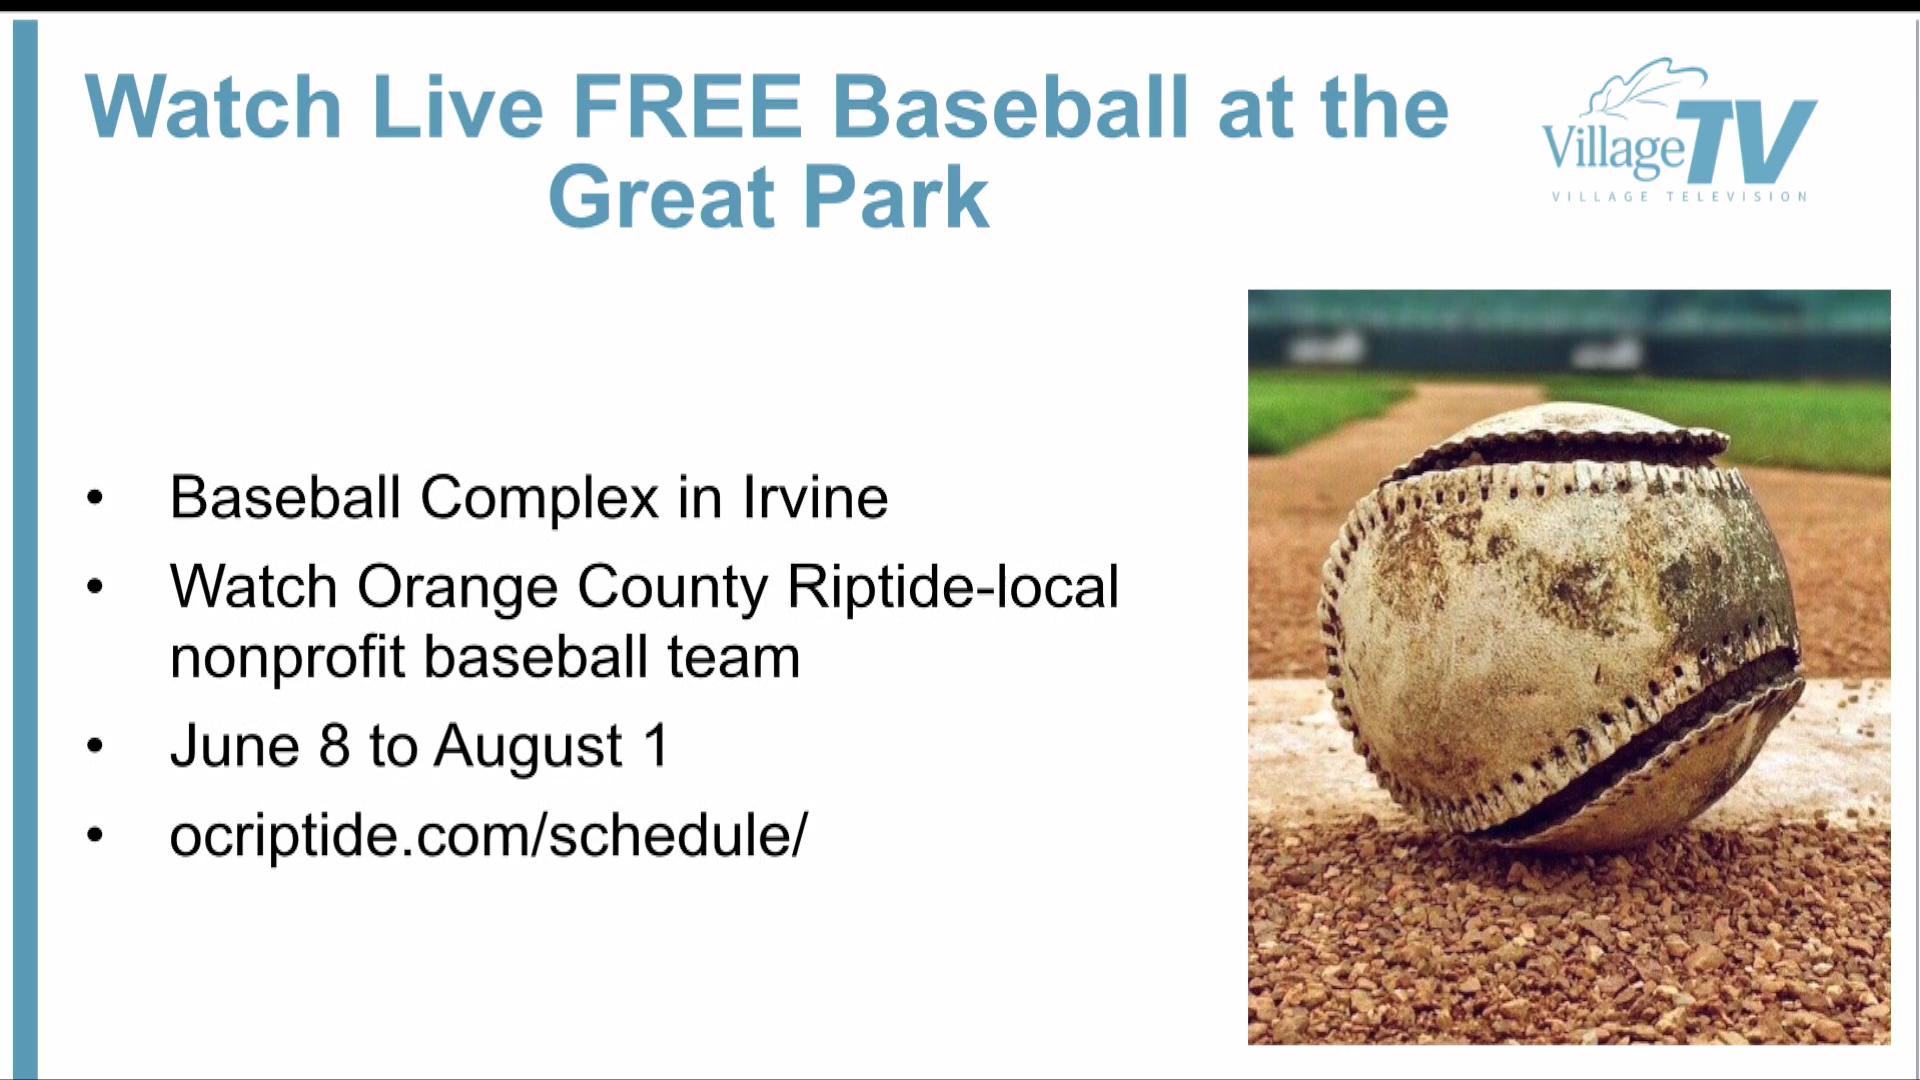 Watch Live FREE Baseball at the
Great Park
Village TV
VILLAGE TELEVISION
• Baseball Complex in Irvine
• Watch Orange County Riptide-local
nonprofit baseball team
• June 8 to August 1
• ocriptide.com/schedule/